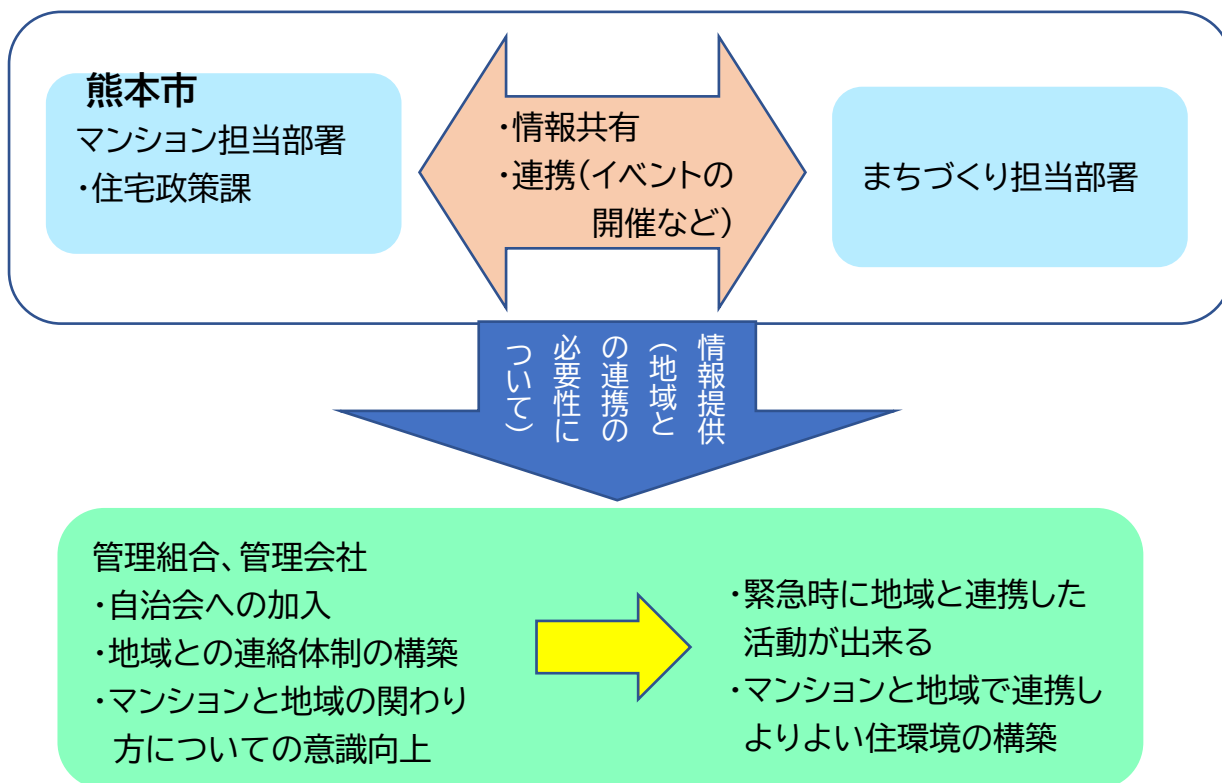 熊本市
マンション担当部署
・住宅政策課
・情報共有
・連携(イベントの
開催など)
まちづくり担当部署
情報提供
(地域と
の連携の
必要性に
ついて)
管理組合、管理会社
・自治会への加入
・地域との連絡体制の構築
・マンションと地域の関わり
方についての意識向上
・緊急時に地域と連携した
活動が出来る
・マンションと地域で連携し
よりよい住環境の構築